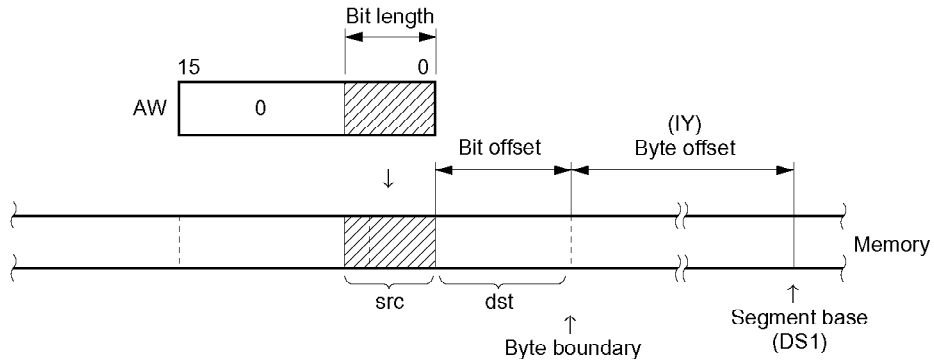 Bit length
15 0
AW 0
(IY)
Bit offset Byte offset
↓
Memory
src dst
↑ ↑
Segment base
Byte boundary (DS1)